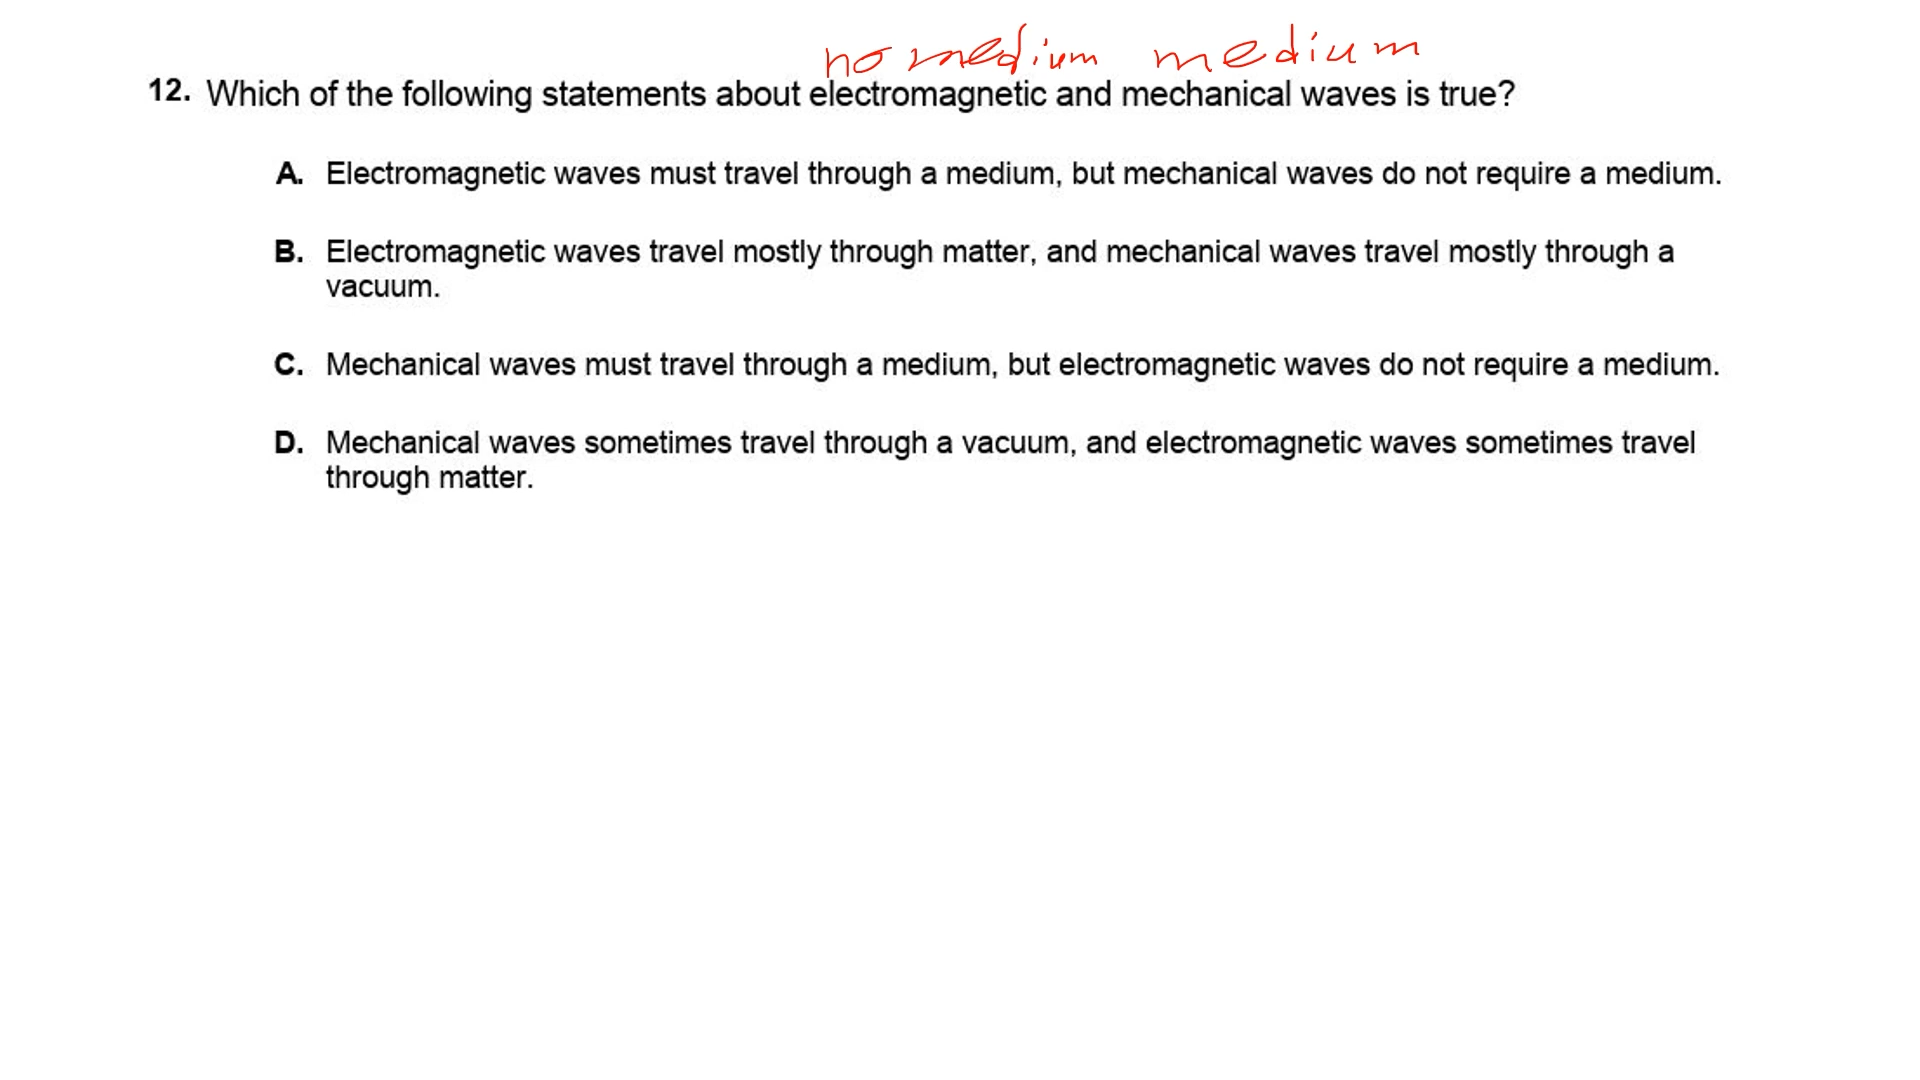 no medium medium
12. Which of the following statements about electromagnetic and mechanical waves is true?
A. Electromagnetic waves must travel through a medium, but mechanical waves do not require a medium.
B. Electromagnetic waves travel mostly through matter, and mechanical waves travel mostly through a
vacuum.
C. Mechanical waves must travel through a medium, but electromagnetic waves do not require a medium.
D. Mechanical waves sometimes travel through a vacuum, and electromagnetic waves sometimes travel
through matter.